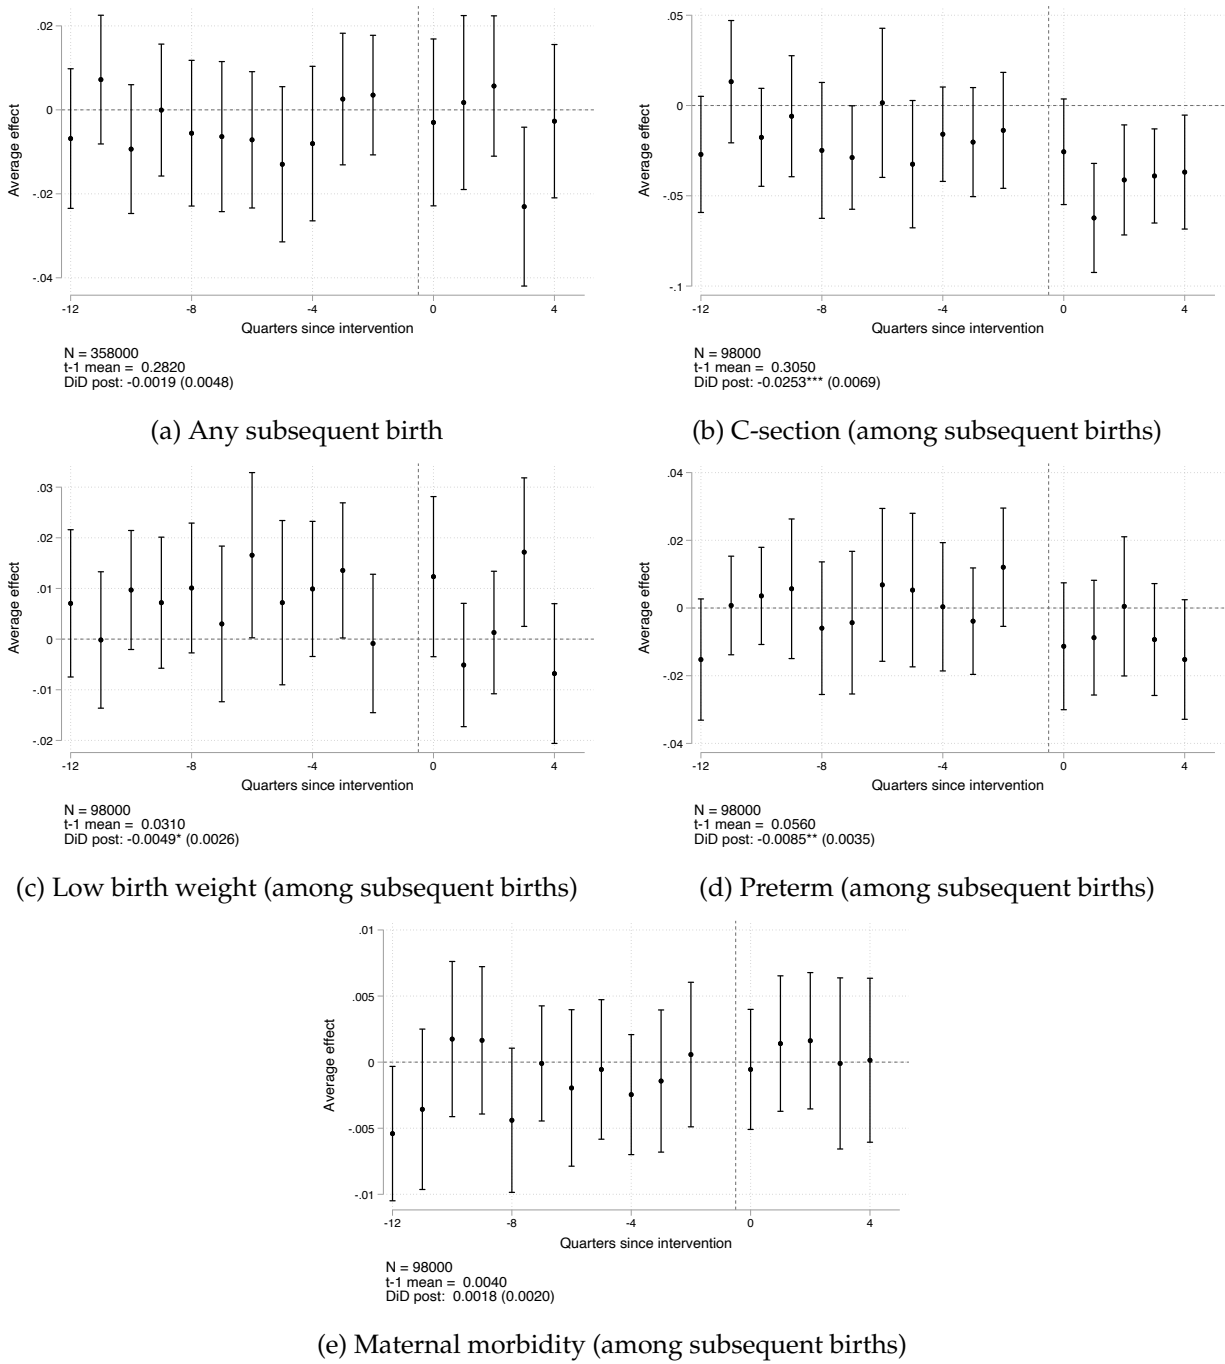 .02
0
-.02
-.04
Average effect
-12
-8
-4
0
4
Quarters since intervention
N = 358000
t-1 mean = 0.2820
DiD post: -0.0019 (0.0048)
(a) Any subsequent birth
.05
0
-.05
-.1
Average effect
-12
-8
-4
0
4
Quarters since intervention
N = 98000
t-1 mean = 0.3050
DiD post: -0.0253*** (0.0069)
(b) C-section (among subsequent births)
.03
.02
.01
0
-.01
-.02
Average effect
-12
-8
-4
0
4
Quarters since intervention
N = 98000
t-1 mean = 0.0310
DiD post: -0.0049* (0.0026)
(c) Low birth weight (among subsequent births)
.04
.02
0
-.02
-.04
Average effect
-12
-8
-4
0
4
Quarters since intervention
N = 98000
t-1 mean = 0.0560
DiD post: -0.0085** (0.0035)
(d) Preterm (among subsequent births)
.01
.005
0
-.005
-.01
Average effect
-12
-8
-4
0
4
Quarters since intervention
N = 98000
t-1 mean = 0.0040
DiD post: 0.0018 (0.0020)
(e) Maternal morbidity (among subsequent births)